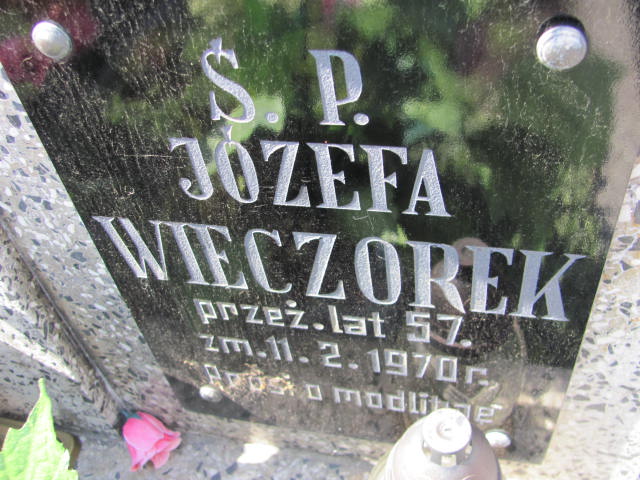 Ś. P.
JÓZEFA
WIECZOREK
przeż. lat 57.
zm. 11. 2. 1970 r.
prosi o modlitwę